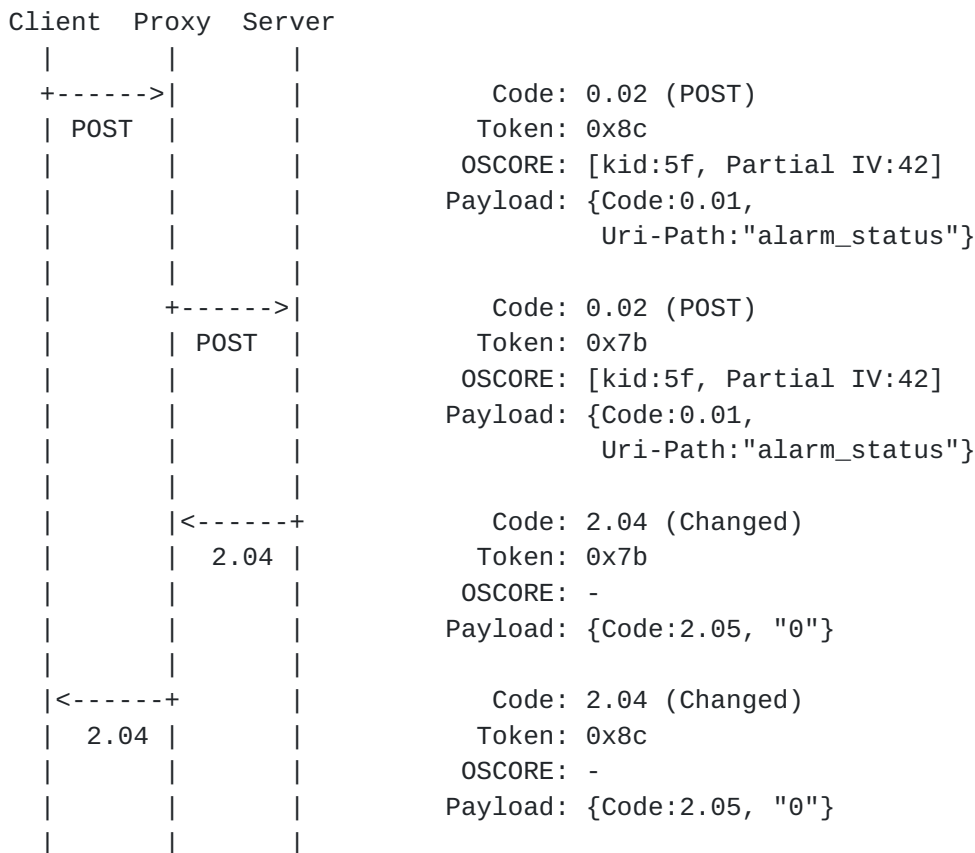 Client  Proxy  Server
  |       |       |
  +------>|       |            Code: 0.02 (POST)
  | POST  |       |           Token: 0x8c
  |       |       |          OSCORE: [kid:5f, Partial IV:42]
  |       |       |         Payload: {Code:0.01,
  |       |       |                   Uri-Path:"alarm_status"}
  |       |       |
  |       +------>|            Code: 0.02 (POST)
  |       | POST  |           Token: 0x7b
  |       |       |          OSCORE: [kid:5f, Partial IV:42]
  |       |       |         Payload: {Code:0.01,
  |       |       |                   Uri-Path:"alarm_status"}
  |       |       |
  |       |<------+            Code: 2.04 (Changed)
  |       |  2.04 |           Token: 0x7b
  |       |       |          OSCORE: -
  |       |       |         Payload: {Code:2.05, "0"}
  |       |       |
  |<------+       |            Code: 2.04 (Changed)
  |  2.04 |       |           Token: 0x8c
  |       |       |          OSCORE: -
  |       |       |         Payload: {Code:2.05, "0"}
  |       |       |